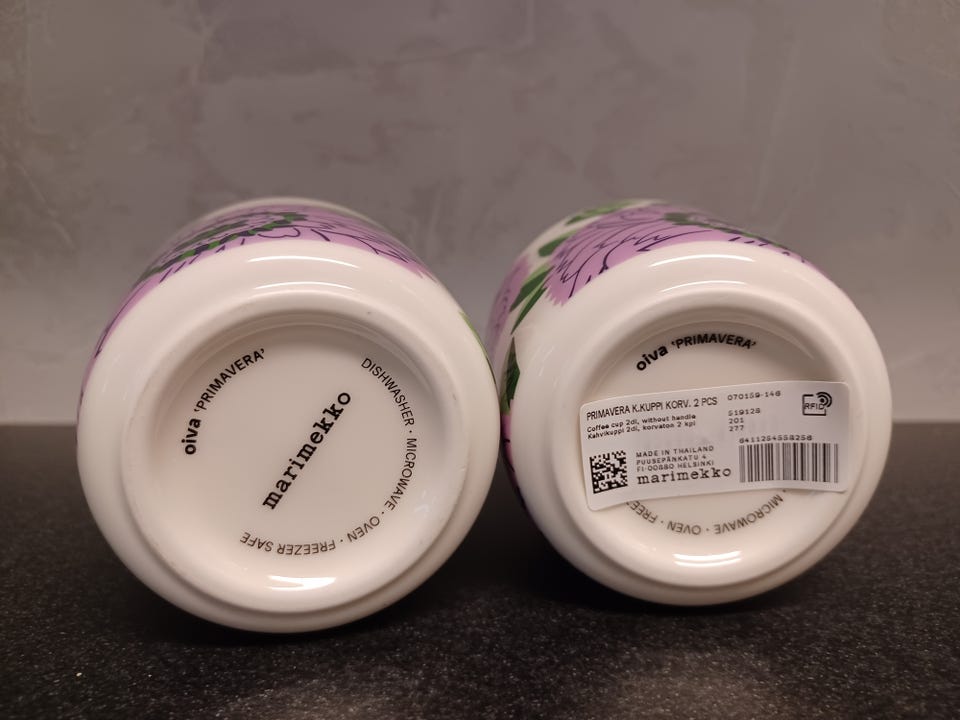 oiva 'PRIMAVERA'
marimekko
DISHWASHER · MICROWAVE · OVEN · FREEZER SAFE
oiva 'PRIMAVERA'
PRIMAVERA K.KUPPI KORV. 2 PCS
Coffee cup 2dl, without handle
Kahvikuppi 2dl, korvaton 2 kpl
070159-146
519128
201
277
RFID
MADE IN THAILAND
PUUSEPÄNKATU 4
FI-00880 HELSINKI
marimekko
MICROWAVE · OVEN · FREE